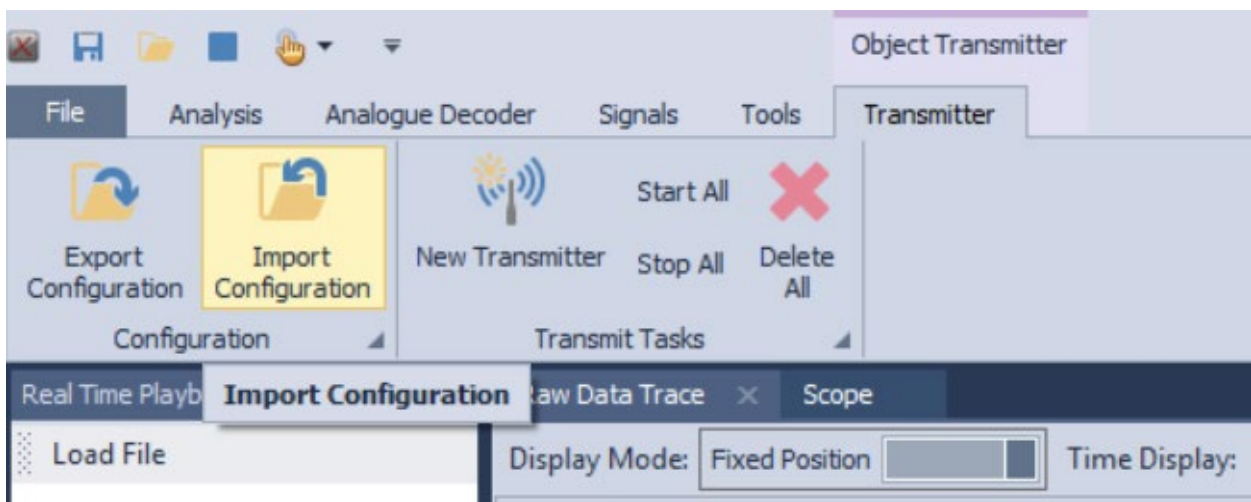 Object Transmitter
File Analysis Analogue Decoder Signals Tools Transmitter
Export Configuration
Import Configuration
New Transmitter
Start All
Stop All
Delete All
Configuration
Transmit Tasks
Real Time Playb
Import Configuration
Raw Data Trace
Scope
Load File
Display Mode: Fixed Position
Time Display: